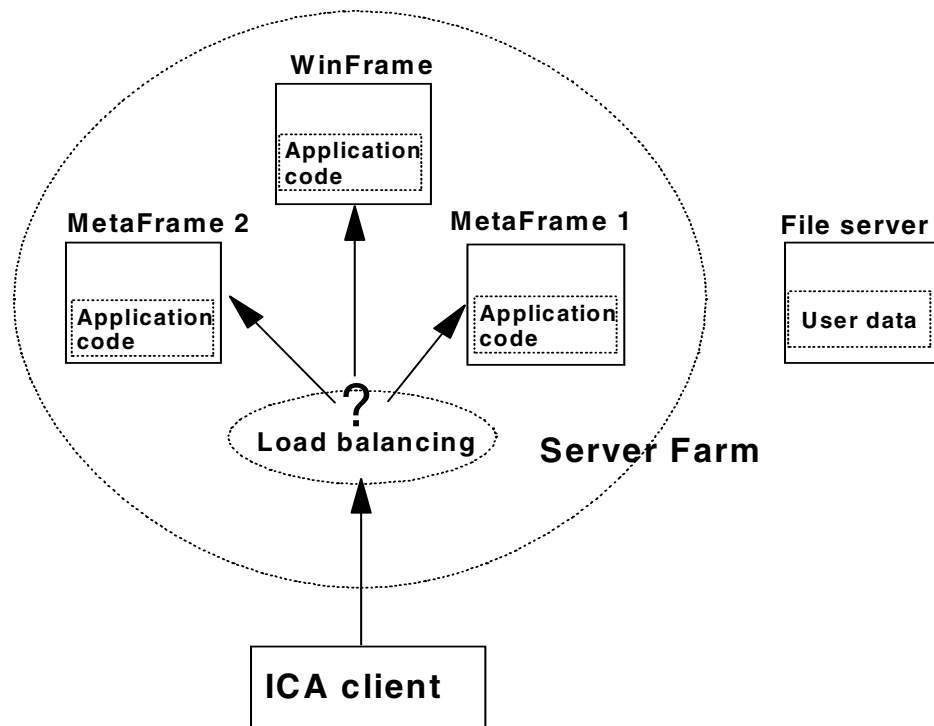 WinFrame
Application
code
MetaFrame 2
Application
code
MetaFrame 1
Application
code
File server
User data
?
Load balancing
Server Farm
ICA client